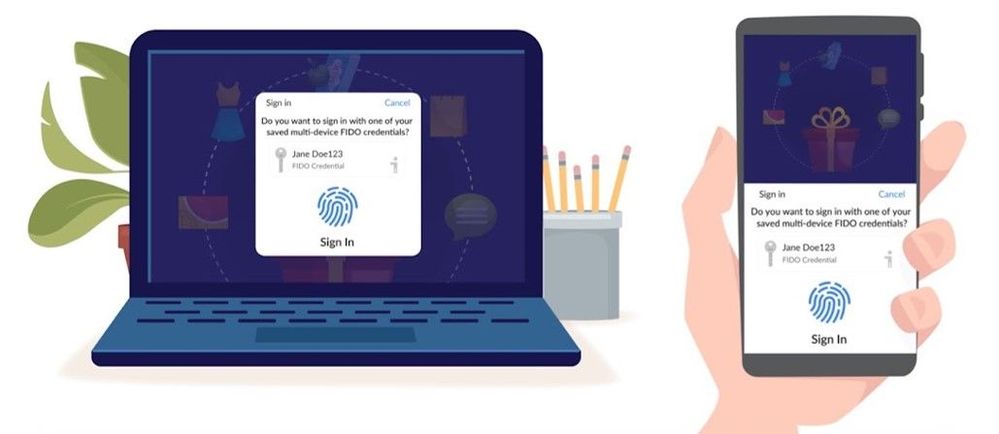 Sign in
Cancel
Do you want to sign in with one of your
saved multi-device FIDO credentials?
Jane Doe123
FIDO Credential
Sign In
Sign in
Cancel
Do you want to sign in with one of your
saved multi-device FIDO credentials?
Jane Doe123
FIDO Credential
Sign In